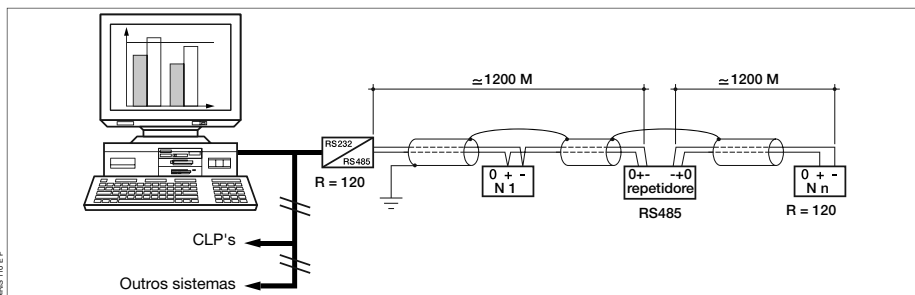 ≃1200 M
≃1200 M
RS232
RS485
R = 120
0 + -
N 1
0+- -+0
repetidore
RS485
0 + -
N n
R = 120
CLP's
Outros sistemas